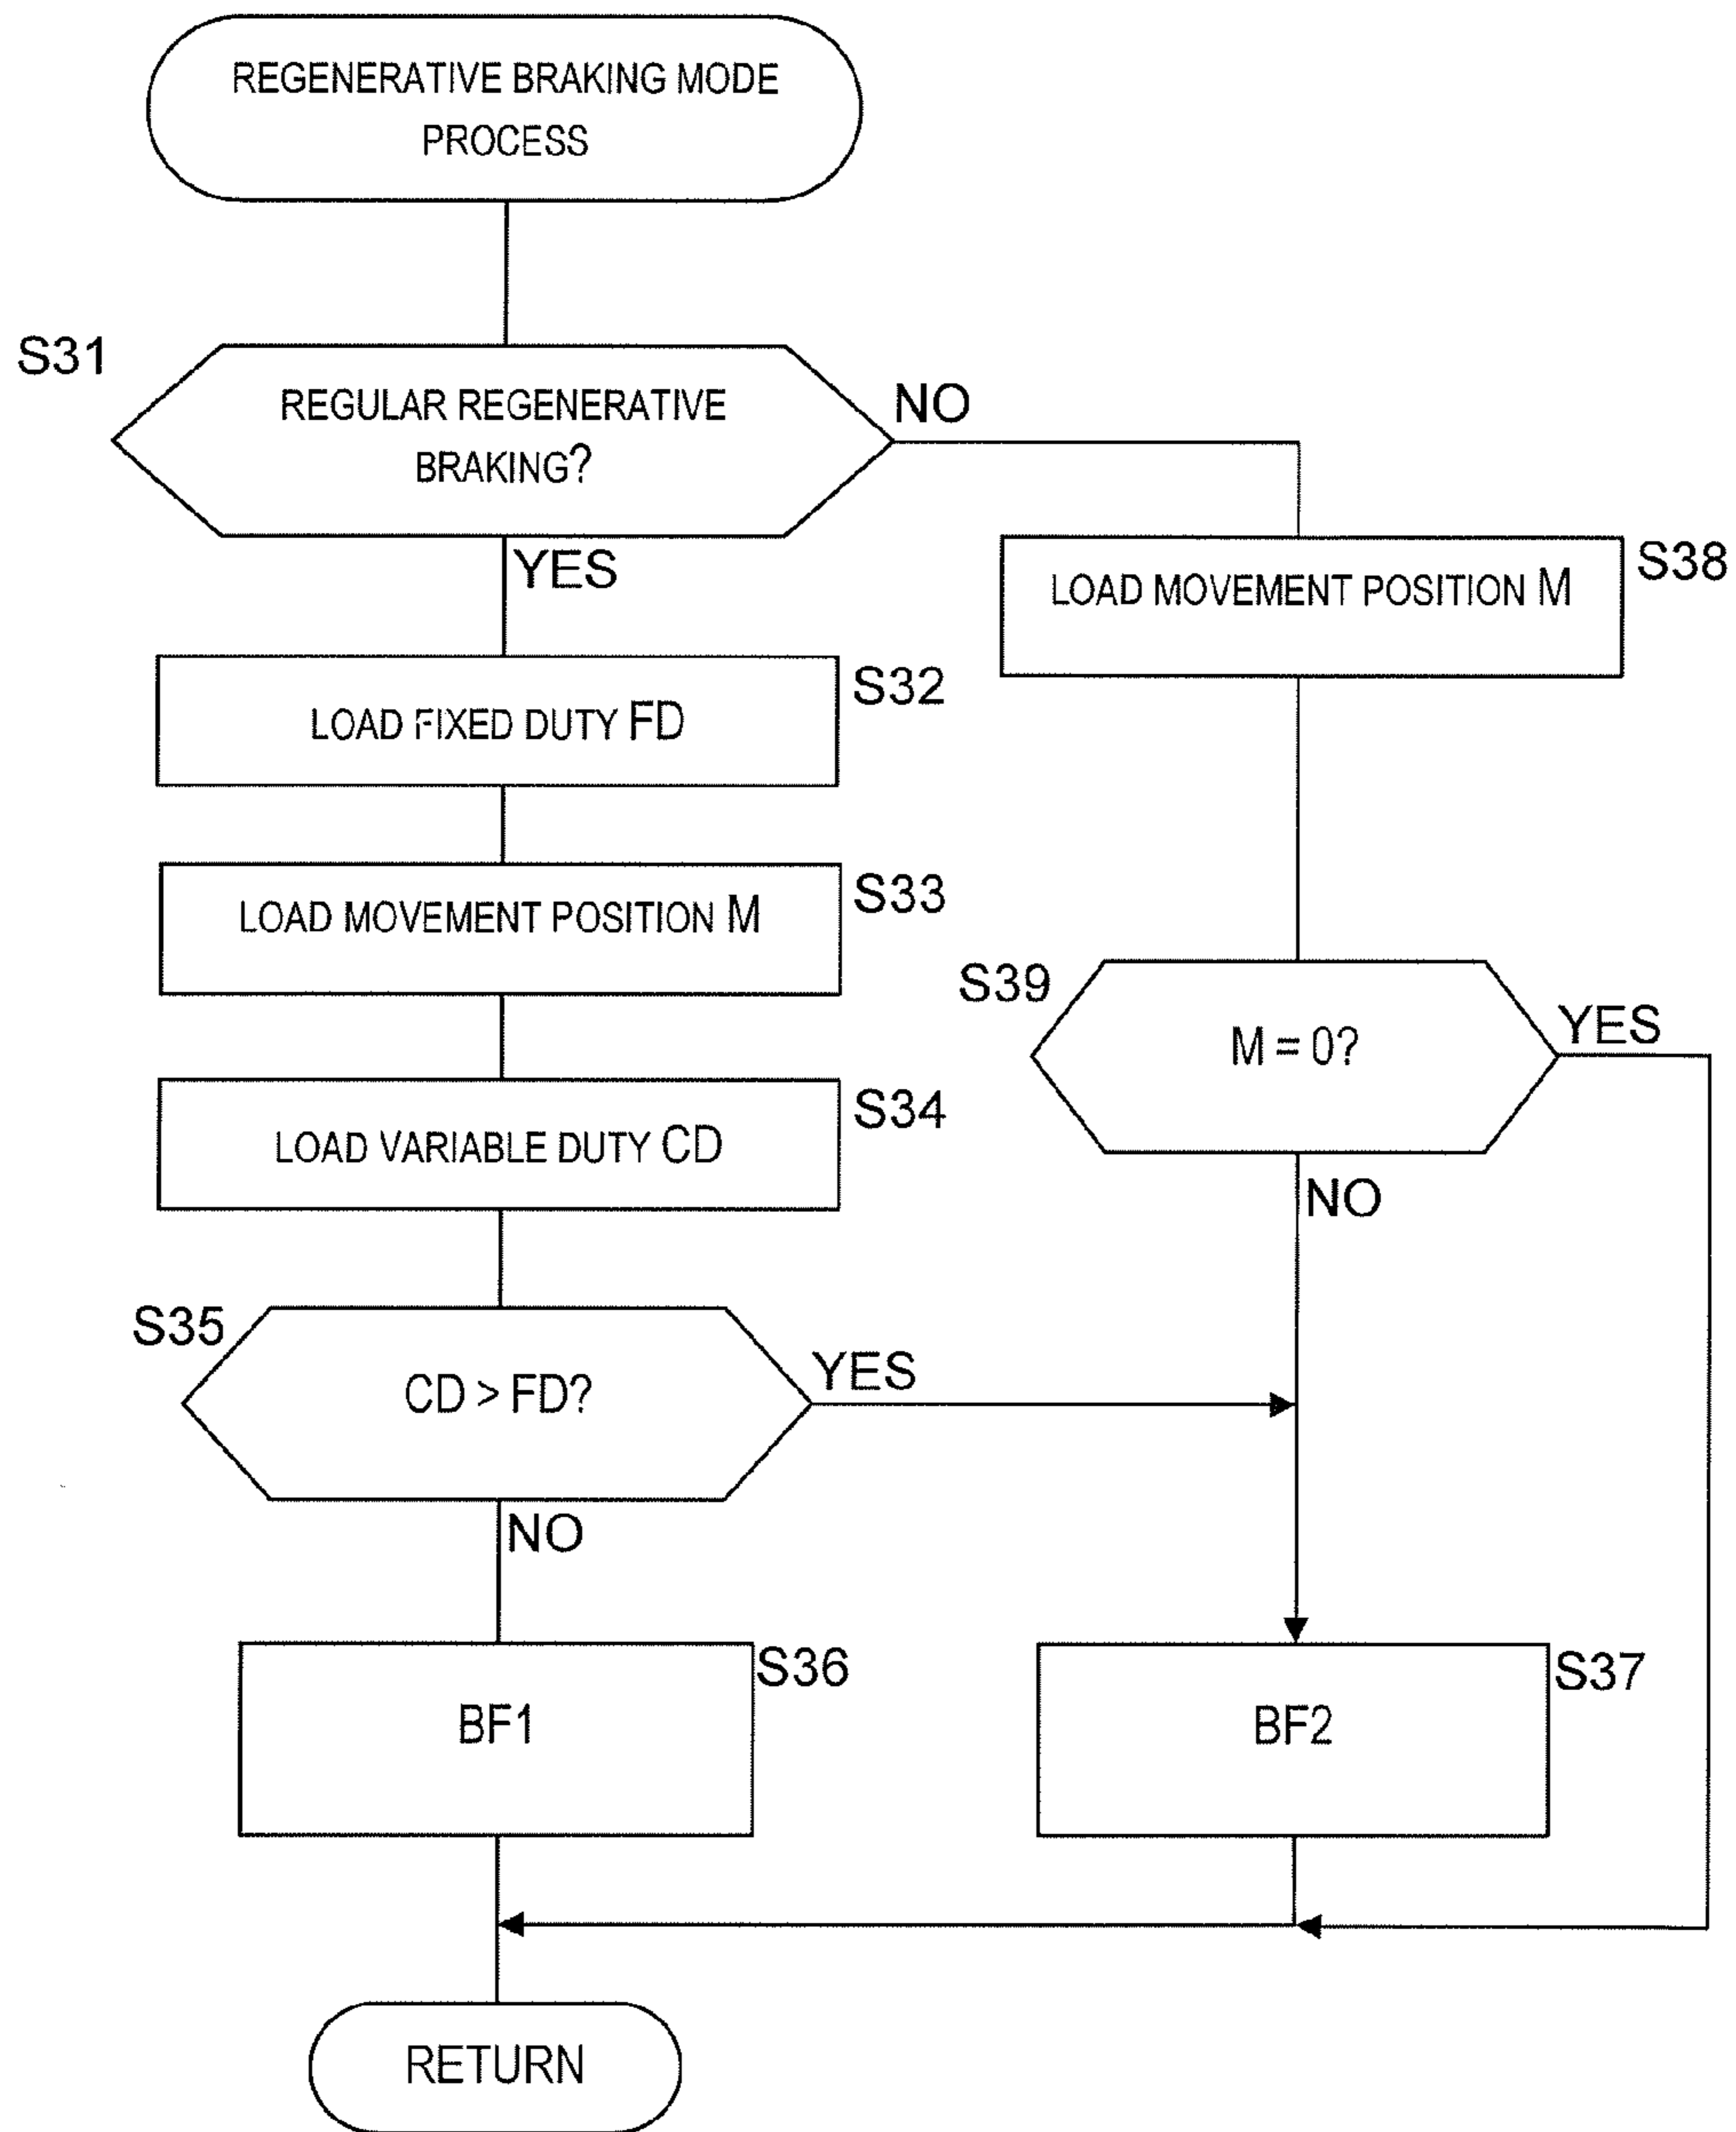 REGENERATIVE BRAKING MODE
PROCESS
S31
REGULAR REGENERATIVE
BRAKING?
NO
YES
S38
LOAD MOVEMENT POSITION M
S32
LOAD FIXED DUTY FD
S33
LOAD MOVEMENT POSITION M
S39
M = 0?
YES
S34
LOAD VARIABLE DUTY CD
NO
S35
CD > FD?
YES
NO
S36
BF1
S37
BF2
RETURN